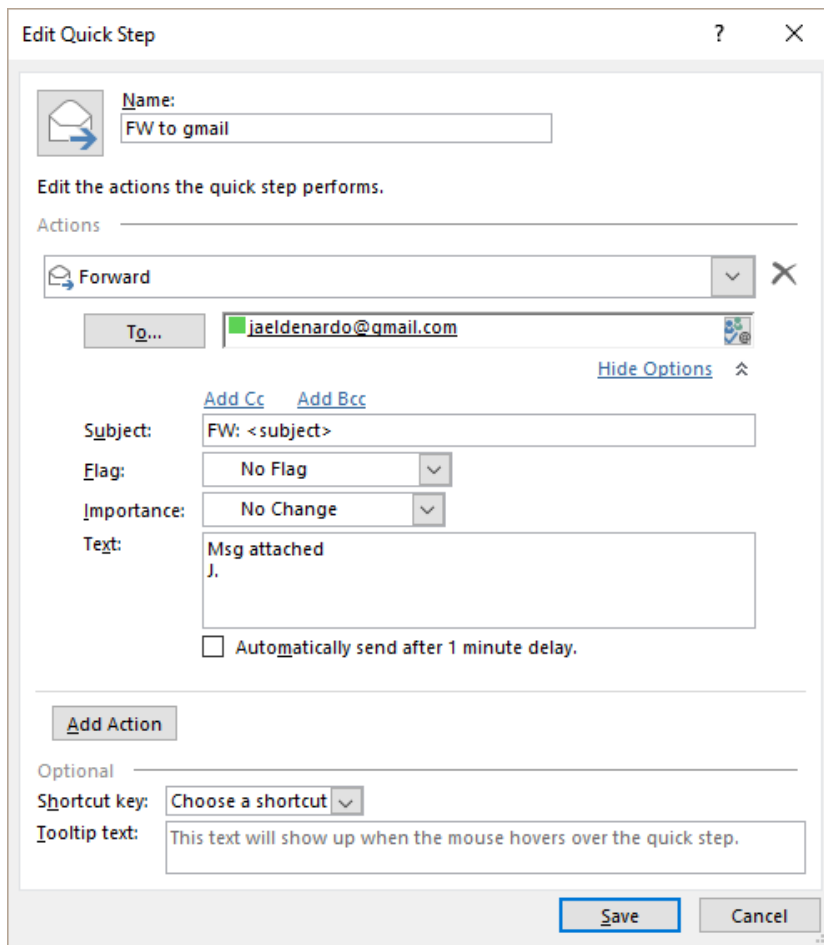 Edit Quick Step ?
Name:
FW to gmail
Edit the actions the quick step performs.
Actions
Forward
To... jaeldenardo@gmail.com
Hide Options
Add Cc Add Bcc
Subject: FW: <subject>
Flag: No Flag
Importance: No Change
Text: Msg attached
J.
Automatically send after 1 minute delay.
Add Action
Optional
Shortcut key: Choose a shortcut
Tooltip text: This text will show up when the mouse hovers over the quick step.
Save Cancel